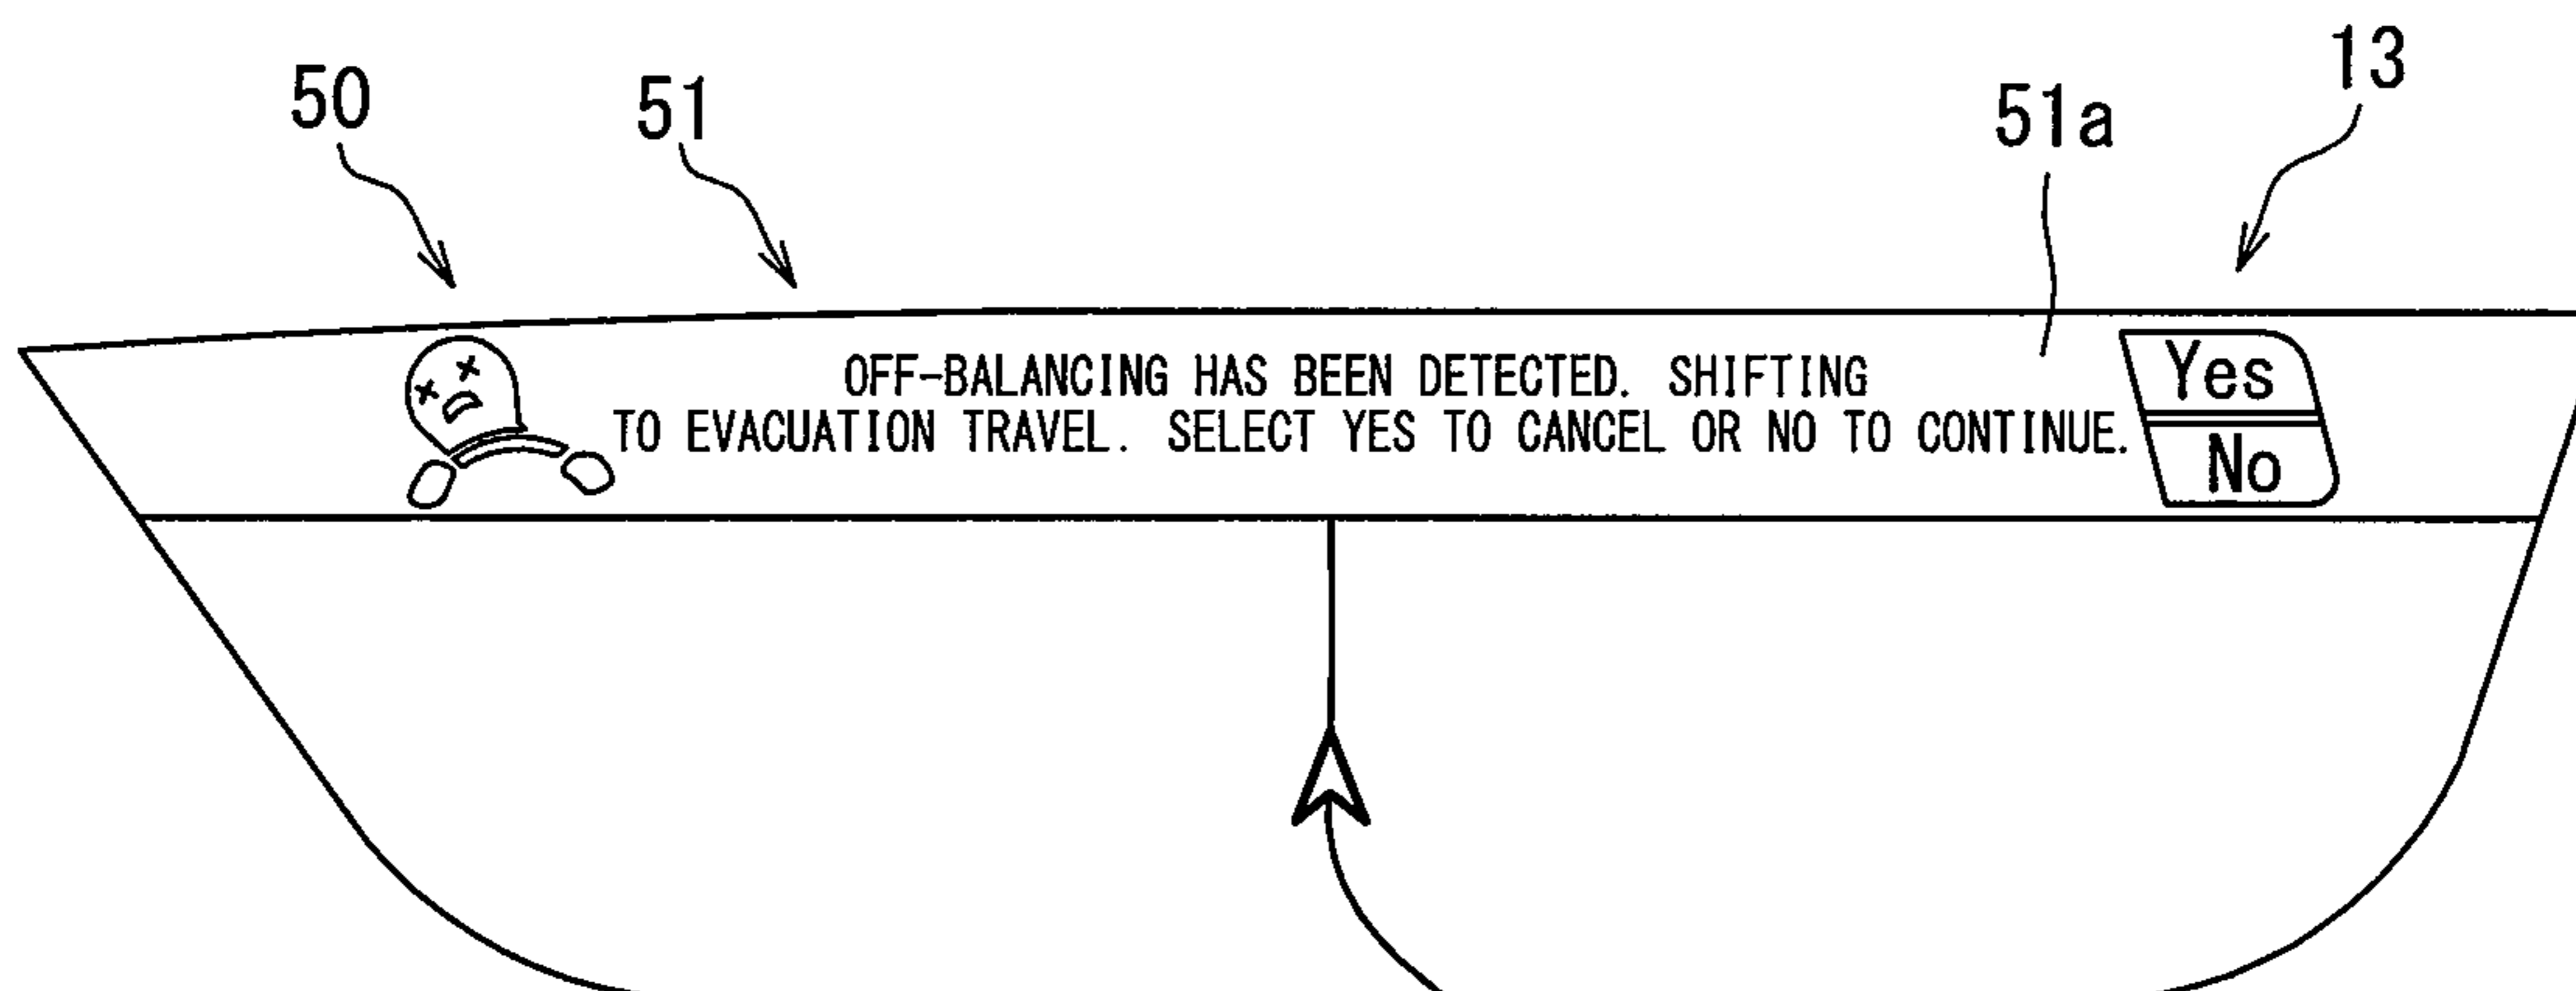 50
51
51a
13
OFF-BALANCING HAS BEEN DETECTED. SHIFTING
TO EVACUATION TRAVEL. SELECT YES TO CANCEL OR NO TO CONTINUE.
Yes
No